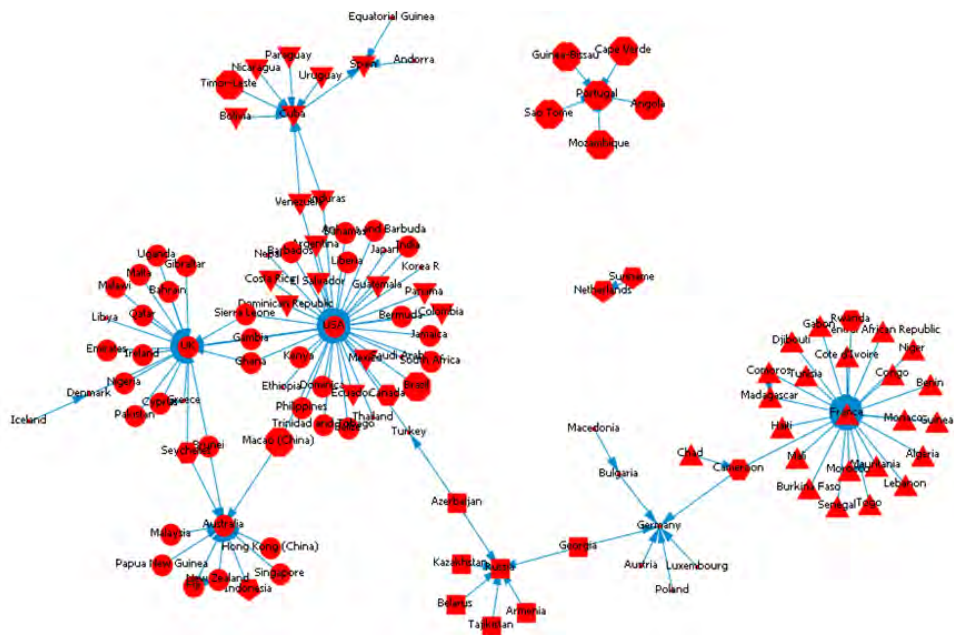 Equatorial Guinea
Paraguay
Nicaragua
Spain
Andorra
Uruguay
Timor-Leste
Bolivia
Cuba
Guinea-Bissau
Cape Verde
Portugal
Sao Tome
Angola
Mozambique
Bahamas
Barbados
Argentina
Nepal
Liberia
Japan
India
Uganda
Gibraltar
Malta
Bahrain
Malawi
Qatar
Libya
Sierra Leone
Costa Rica
El Salvador
Guatemala
Korea R
Panama
Dominican Republic
Bermuda
Colombia
USA
UK
Gambia
Jamaica
Emirates
Ireland
Ghana
Kenya
Mexico
South Africa
Nigeria
Ethiopia
Dominica
Ecuador
Canada
Brazil
Denmark
Cyprus
Greece
Pakistan
Philippines
Thailand
Trinidad and Tobago
Iceland
Brunei
Seychelles
Macao (China)
Turkey
Suriname
Netherlands
Rwanda
Gabon
Central African Republic
Djibouti
Cote d'Ivoire
Niger
Comoros
Tunisia
Congo
Madagascar
Benin
France
Monaco
Guinea
Haiti
Mali
Algeria
Morocco
Mauritania
Lebanon
Burkina Faso
Senegal
Togo
Macedonia
Chad
Cameroon
Bulgaria
Germany
Azerbaijan
Georgia
Austria
Luxembourg
Poland
Kazakhstan
Russia
Belarus
Armenia
Tajikistan
Australia
Malaysia
Hong Kong (China)
Papua New Guinea
New Zealand
Singapore
Indonesia